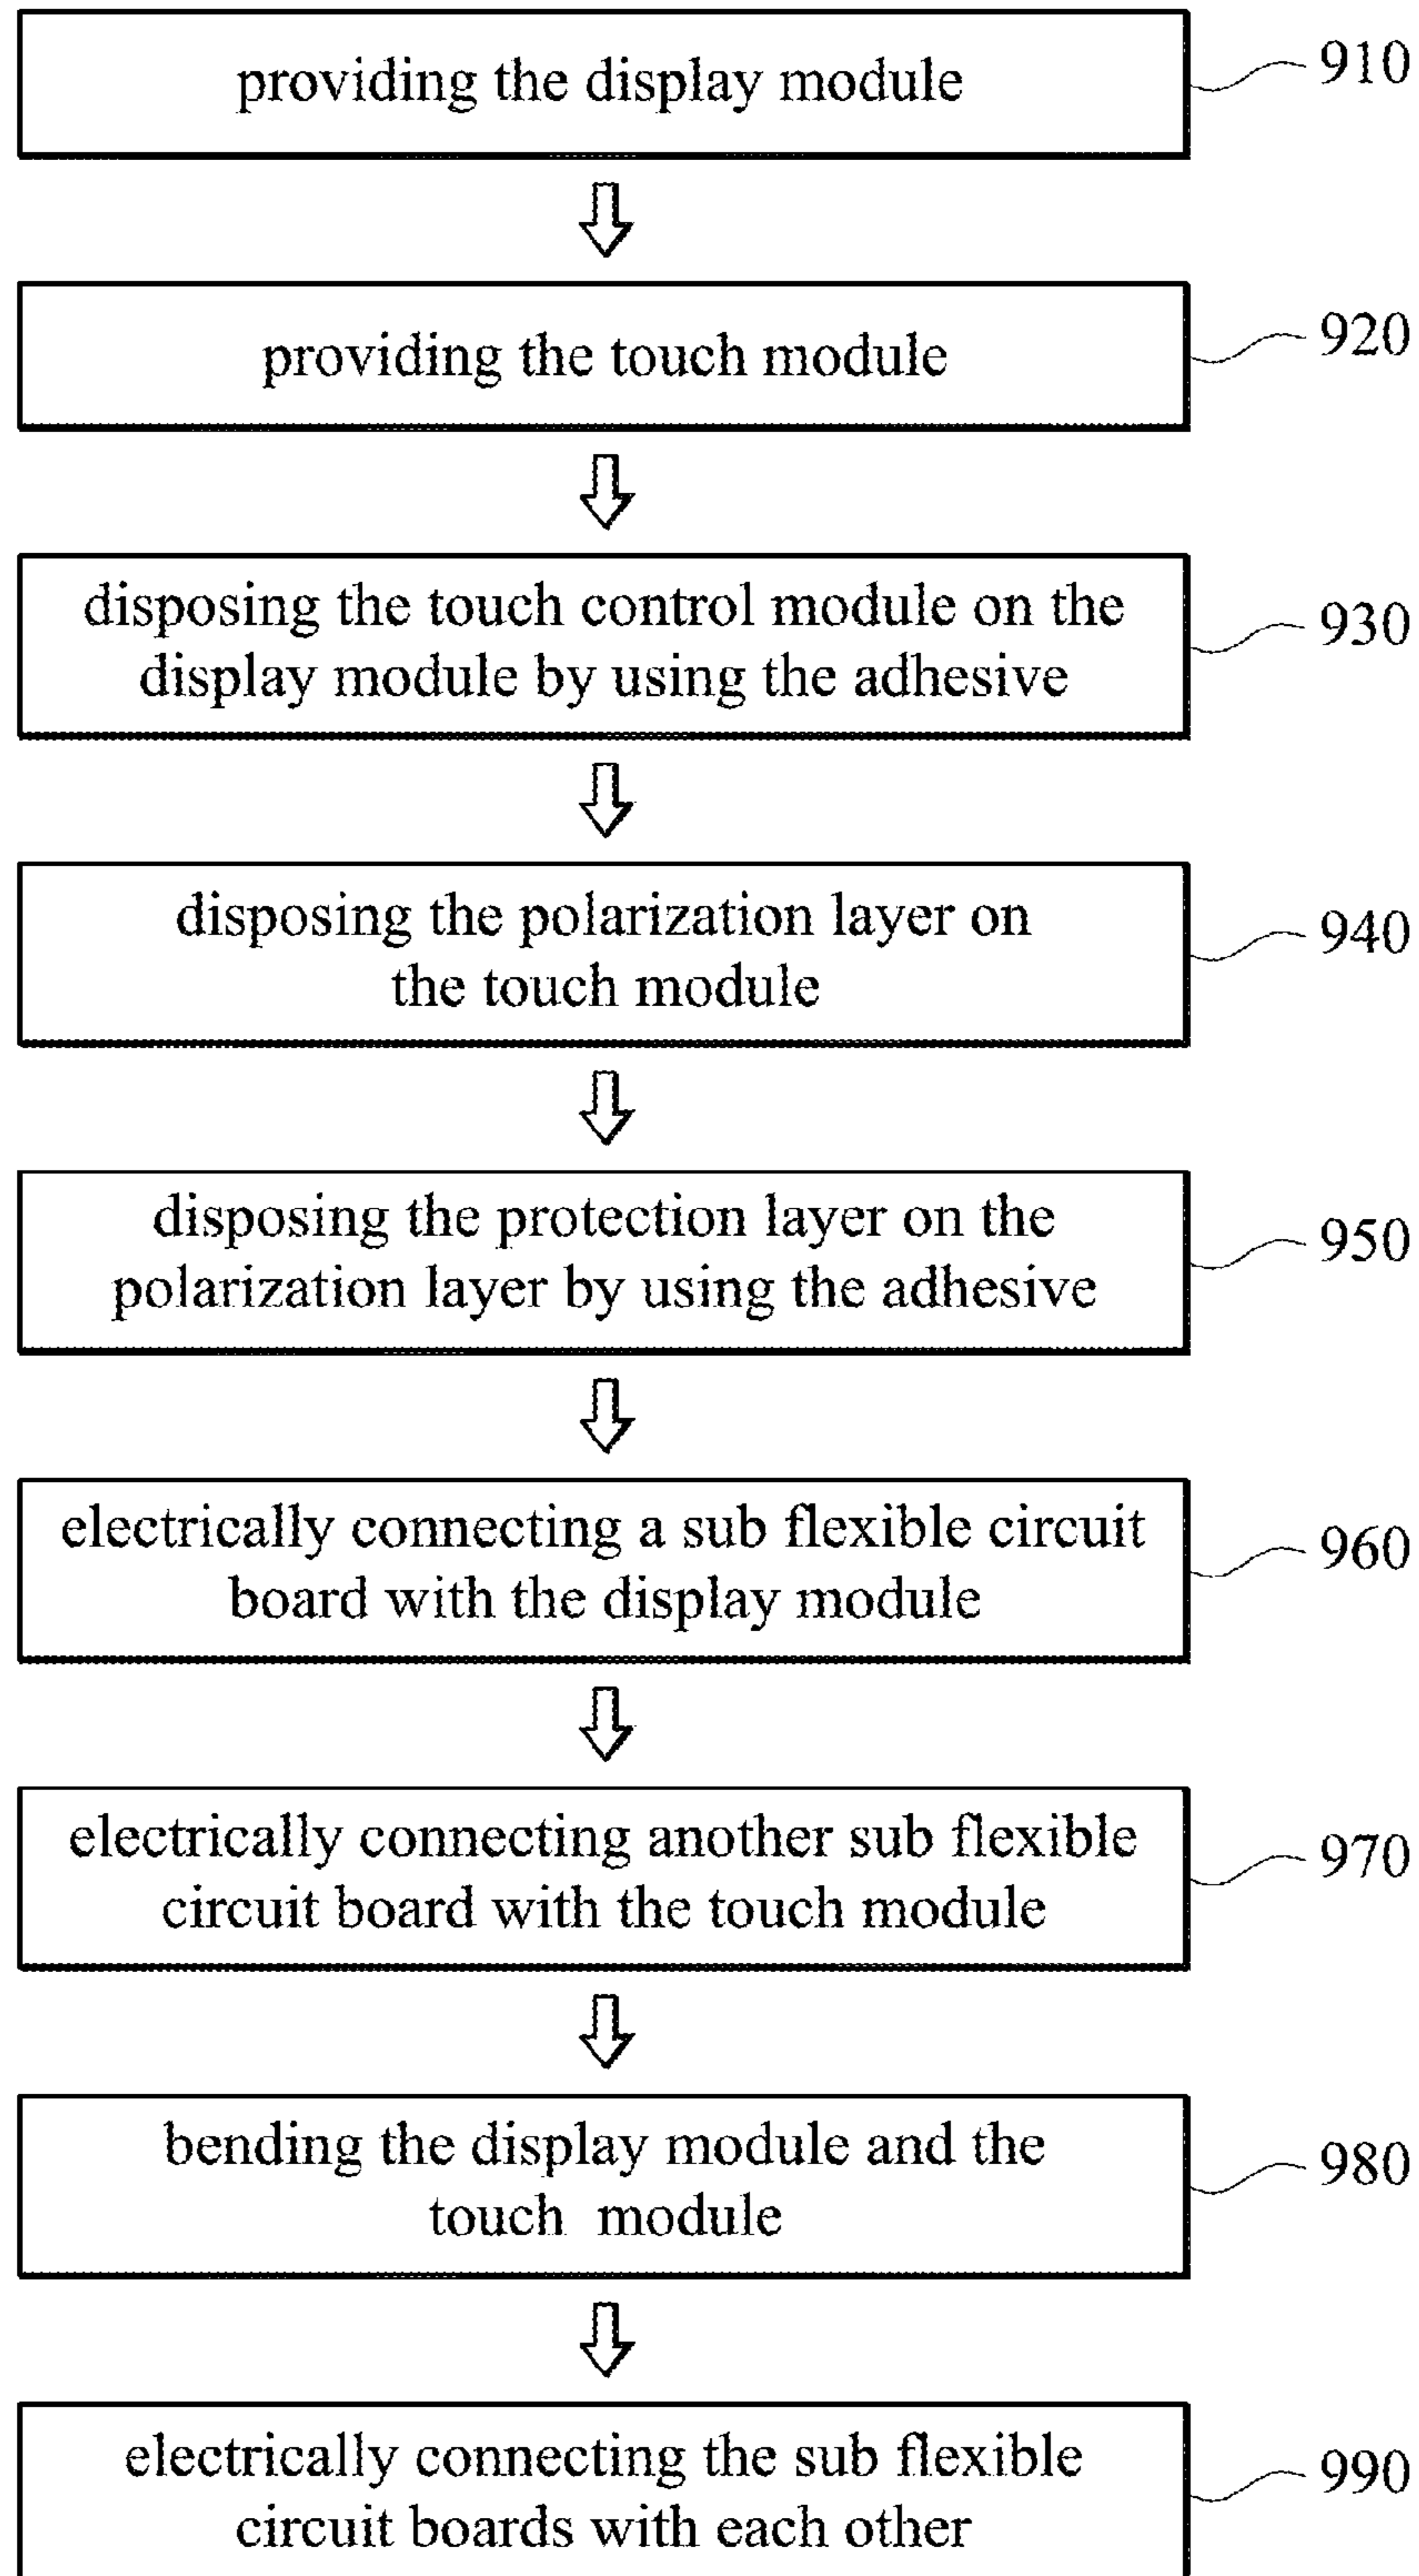 providing the display module
910
providing the touch module
920
disposing the touch control module on the
display module by using the adhesive
930
disposing the polarization layer on
the touch module
940
disposing the protection layer on the
polarization layer by using the adhesive
950
electrically connecting a sub flexible circuit
board with the display module
960
electrically connecting another sub flexible
circuit board with the touch module
970
bending the display module and the
touch module
980
electrically connecting the sub flexible
circuit boards with each other
990